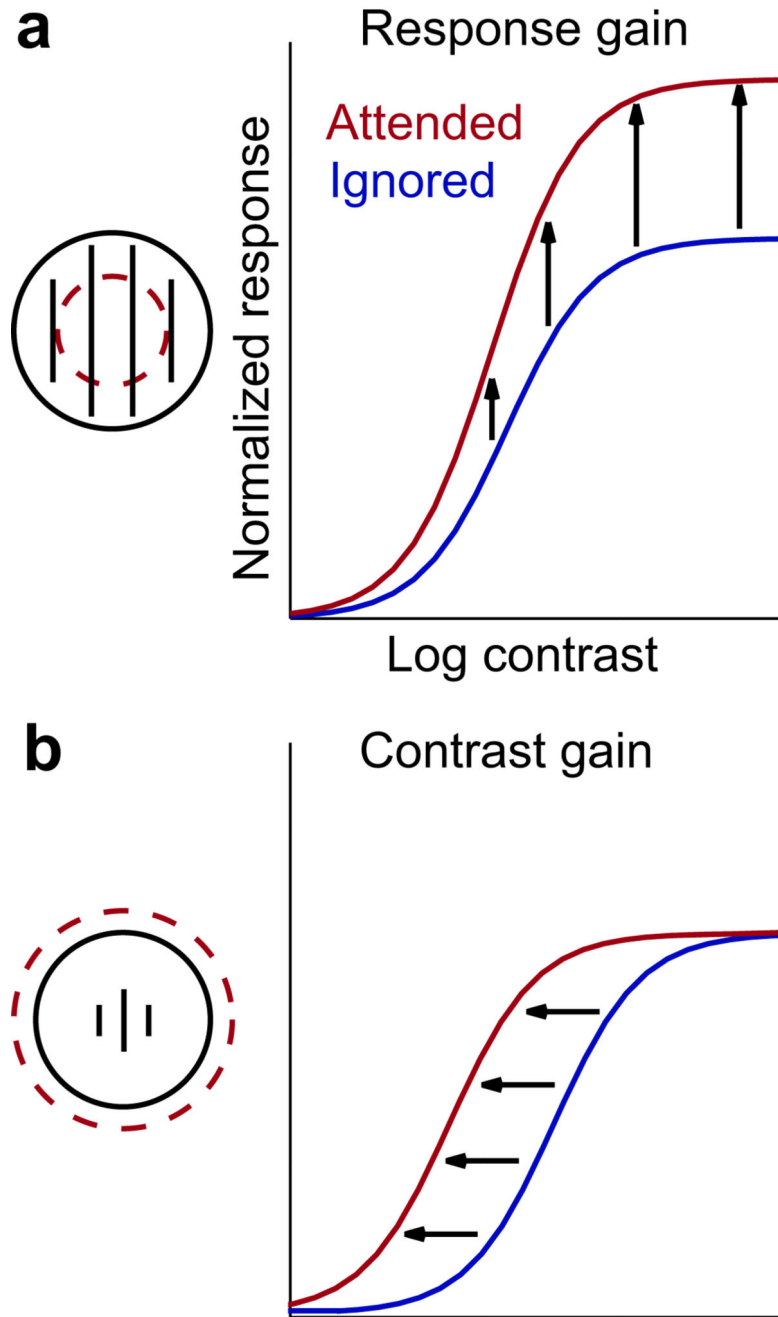 a
Response gain
Attended
Ignored
Normalized response
Log contrast
b
Contrast gain